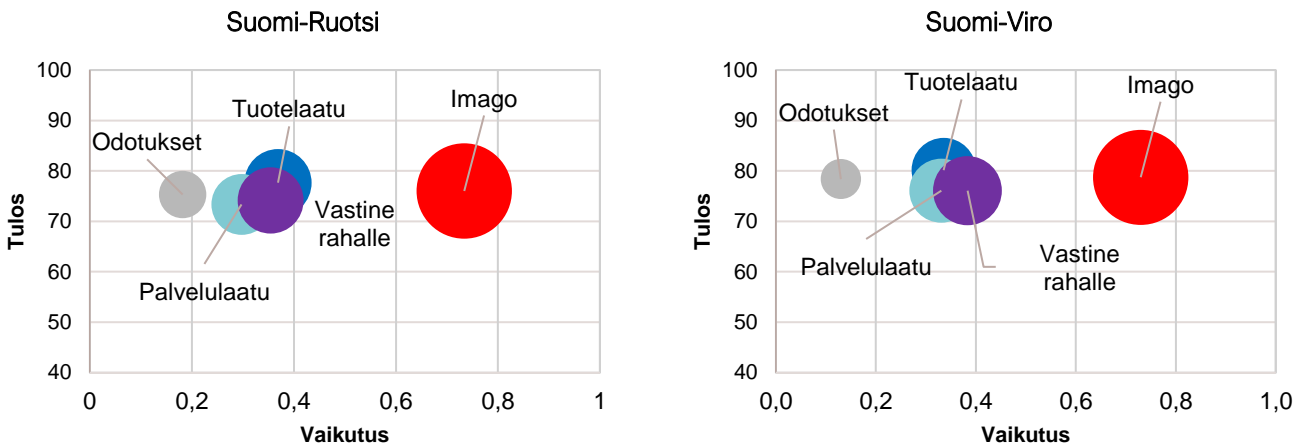 Suomi-Ruotsi
100
90
80
70
60
50
40
Tulos
0
0,2
0,4
0,6
0,8
1
Vaikutus
Odotukset
Tuotelaatu
Imago
Vastine
rahalle
Palvelulaatu
Suomi-Viro
100
90
80
70
60
50
40
Tulos
0,0
0,2
0,4
0,6
0,8
1,0
Vaikutus
Odotukset
Tuotelaatu
Imago
Palvelulaatu
Vastine
rahalle